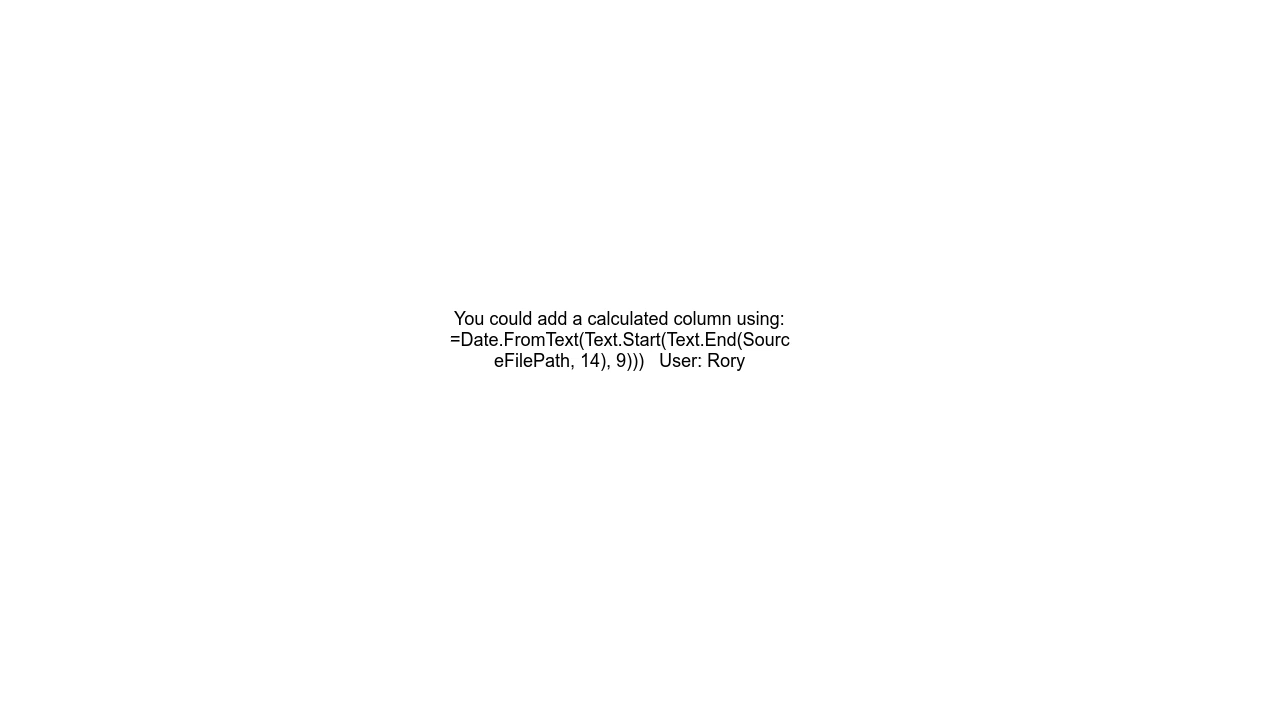 You could add a calculated column using:
=Date.FromText(Text.Start(Text.End(Sourc
eFilePath, 14), 9)))   User: Rory